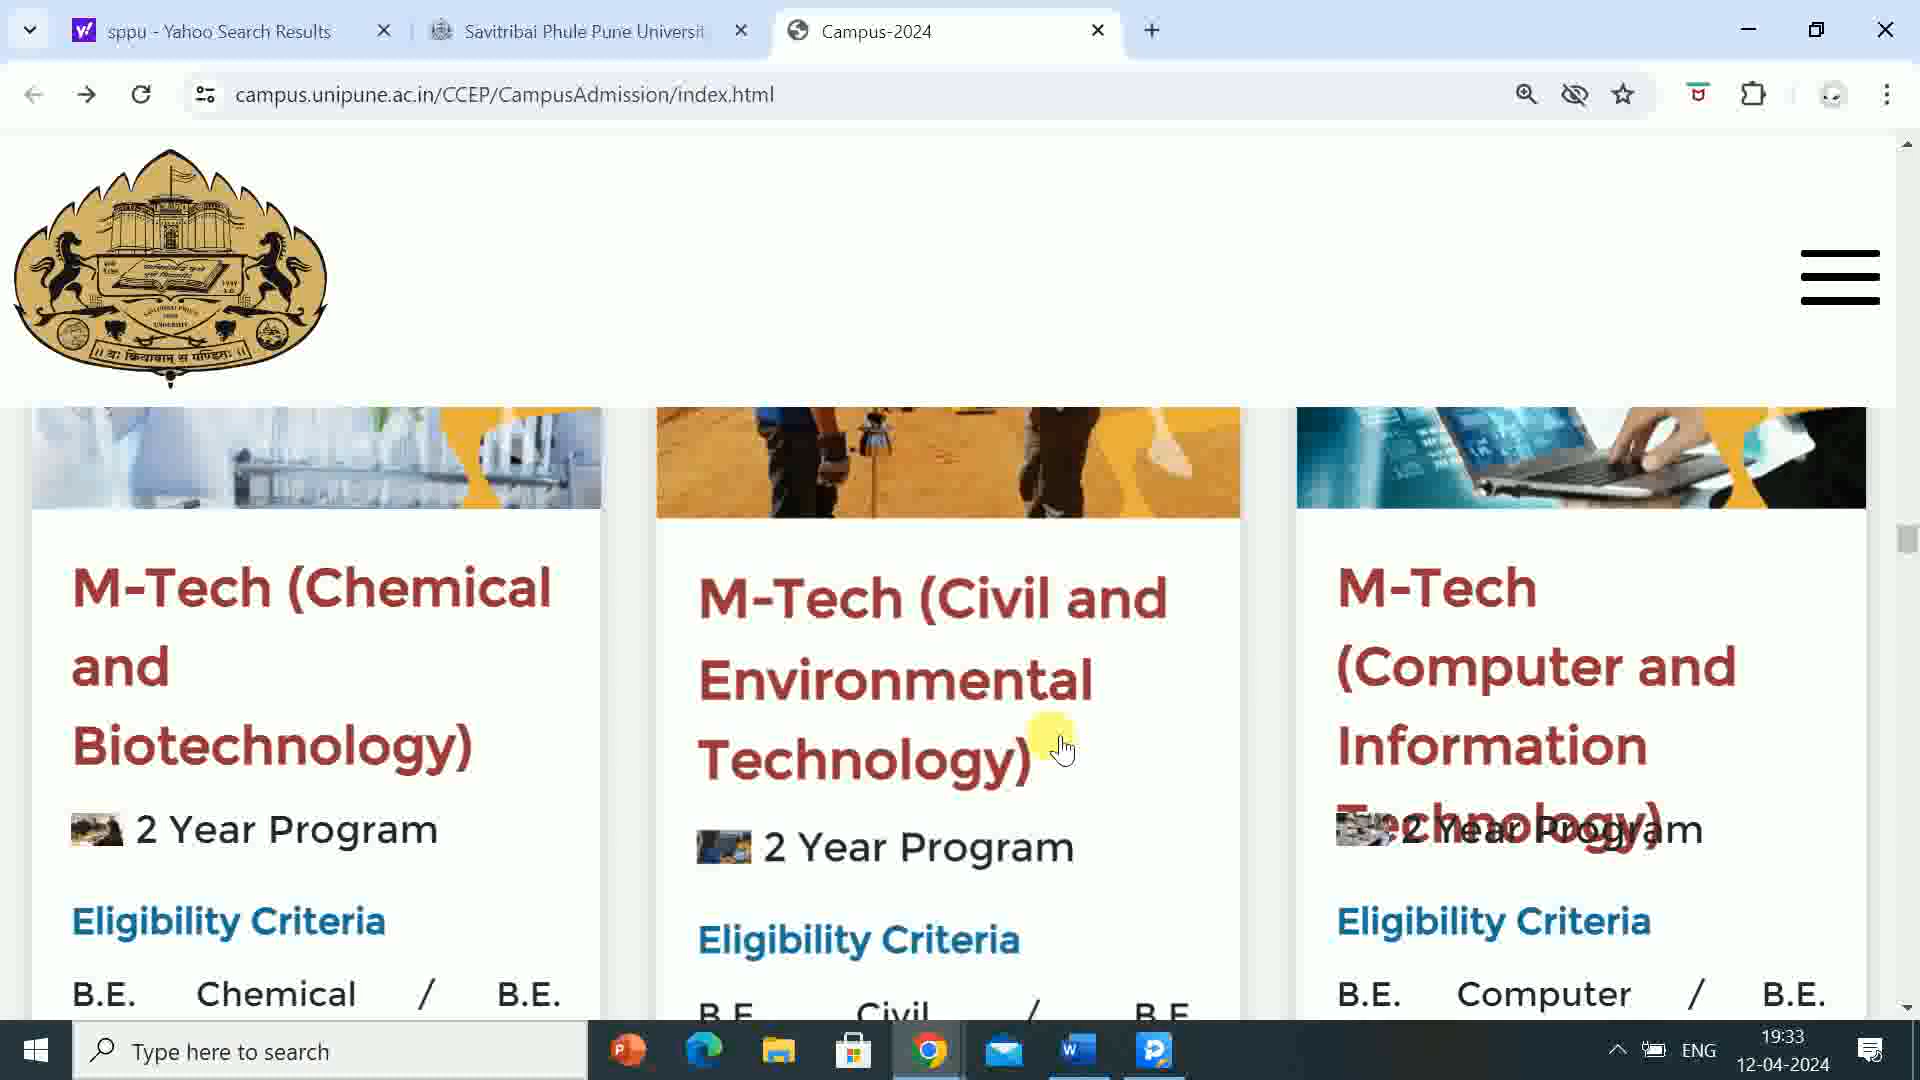 sppu - Yahoo Search Results
Savitribai Phule Pune Universit
Campus-2024
campus.unipune.ac.in/CCEP/CampusAdmission/index.html
॥ यः क्रियावान् स पण्डितः ॥
M-Tech (Chemical
and
Biotechnology)
2 Year Program
Eligibility Criteria
B.E. Chemical / B.E.
M-Tech (Civil and
Environmental
Technology)
2 Year Program
Eligibility Criteria
B.E. Civil / B.E.
M-Tech
(Computer and
Information
Technology)
2 Year Program
Eligibility Criteria
B.E. Computer / B.E.
Type here to search
ENG
19:33
12-04-2024